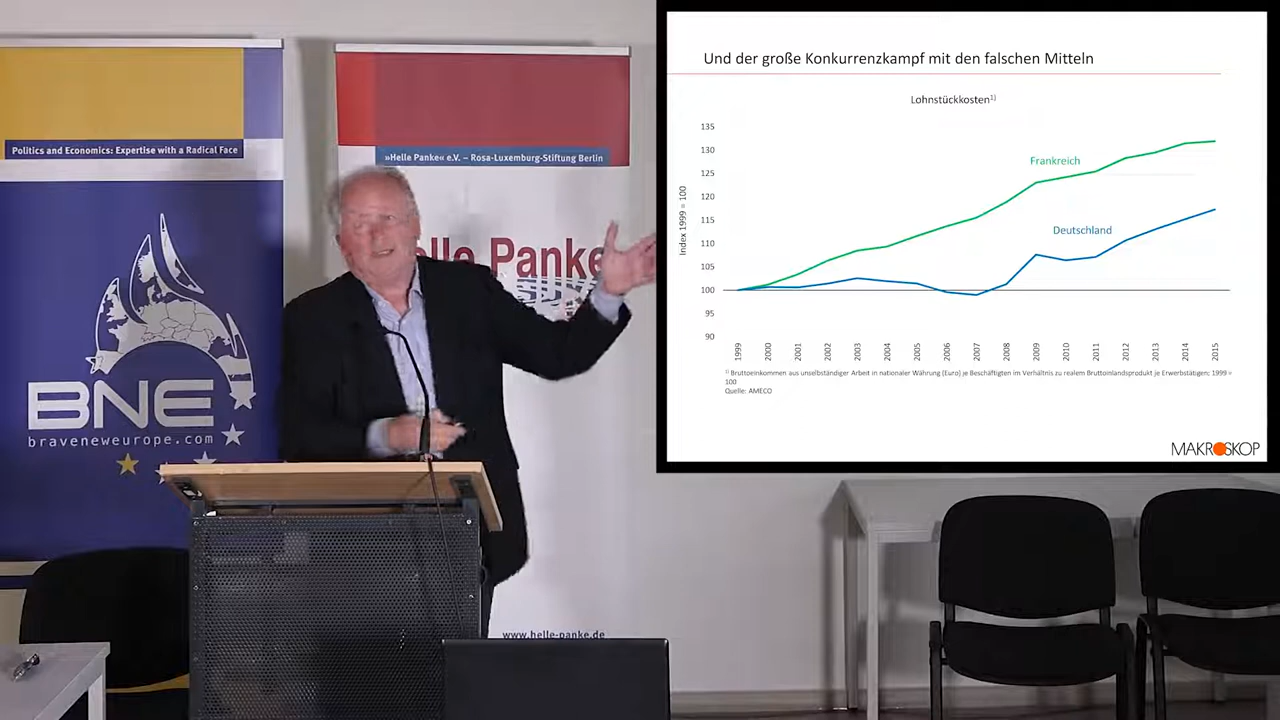 Politics and Economics: Expertise with a Radical Face
BNE
braveneweurope.com
»Helle Panke« e.V. – Rosa-Luxemburg-Stiftung Berlin
Helle Panke
www.helle-panke.de
Und der große Konkurrenzkampf mit den falschen Mitteln
Lohnstückkosten¹⁾
Index 1999 = 100
135
130
125
120
115
110
105
100
95
90
Frankreich
Deutschland
1999 2000 2001 2002 2003 2004 2005 2006 2007 2008 2009 2010 2011 2012 2013 2014 2015
¹⁾ Bruttoeinkommen aus unselbständiger Arbeit in nationaler Währung (Euro) je Beschäftigten im Verhältnis zu realem Bruttoinlandsprodukt je Erwerbstätigen; 1999 =
100
Quelle: AMECO
MAKROSKOP